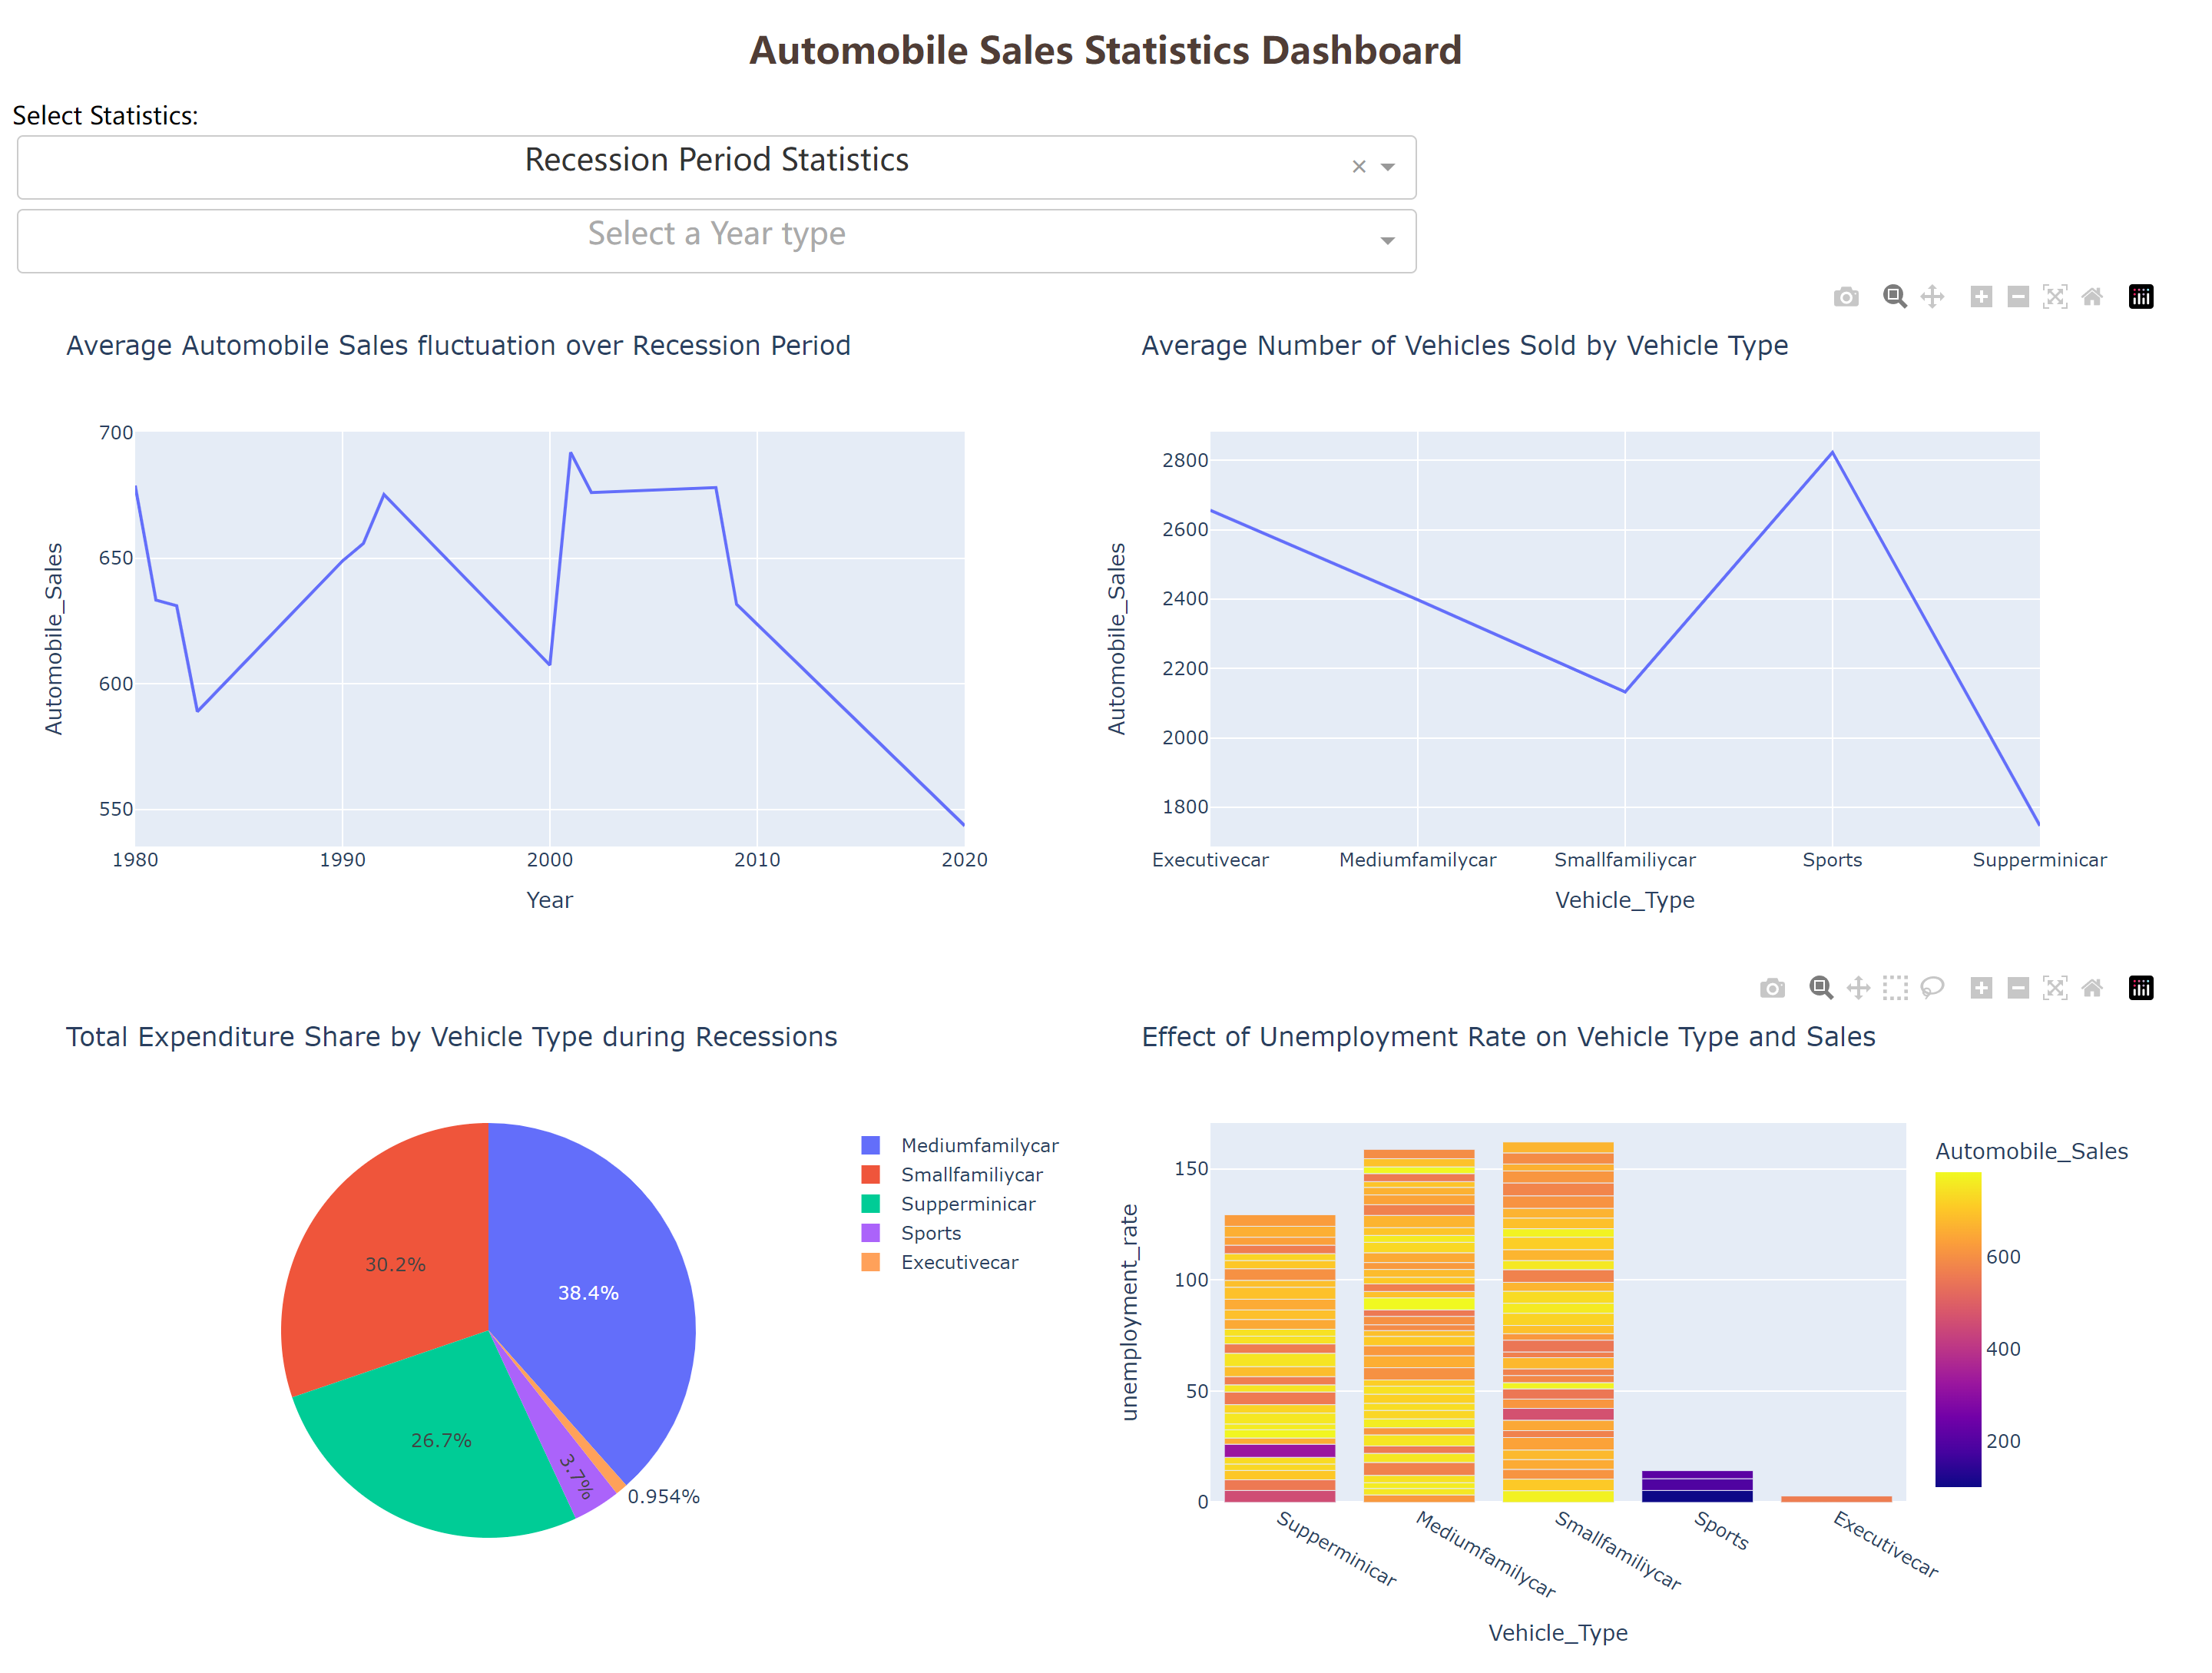 Automobile Sales Statistics Dashboard
Select Statistics:
Recession Period Statistics
Select a Year type
Average Automobile Sales fluctuation over Recession Period
700
650
600
550
Automobile_Sales
1980 1990 2000 2010 2020
Year
Average Number of Vehicles Sold by Vehicle Type
2800
2600
2400
2200
2000
1800
Automobile_Sales
Executivecar Mediumfamilycar Smallfamiliycar Sports Supperminicar
Vehicle_Type
Total Expenditure Share by Vehicle Type during Recessions
38.4%
30.2%
26.7%
3.7%
0.954%
Mediumfamilycar
Smallfamiliycar
Supperminicar
Sports
Executivecar
Effect of Unemployment Rate on Vehicle Type and Sales
150
100
50
0
unemployment_rate
Supperminicar Mediumfamilycar Smallfamiliycar Sports Executivecar
Vehicle_Type
Automobile_Sales
600
400
200